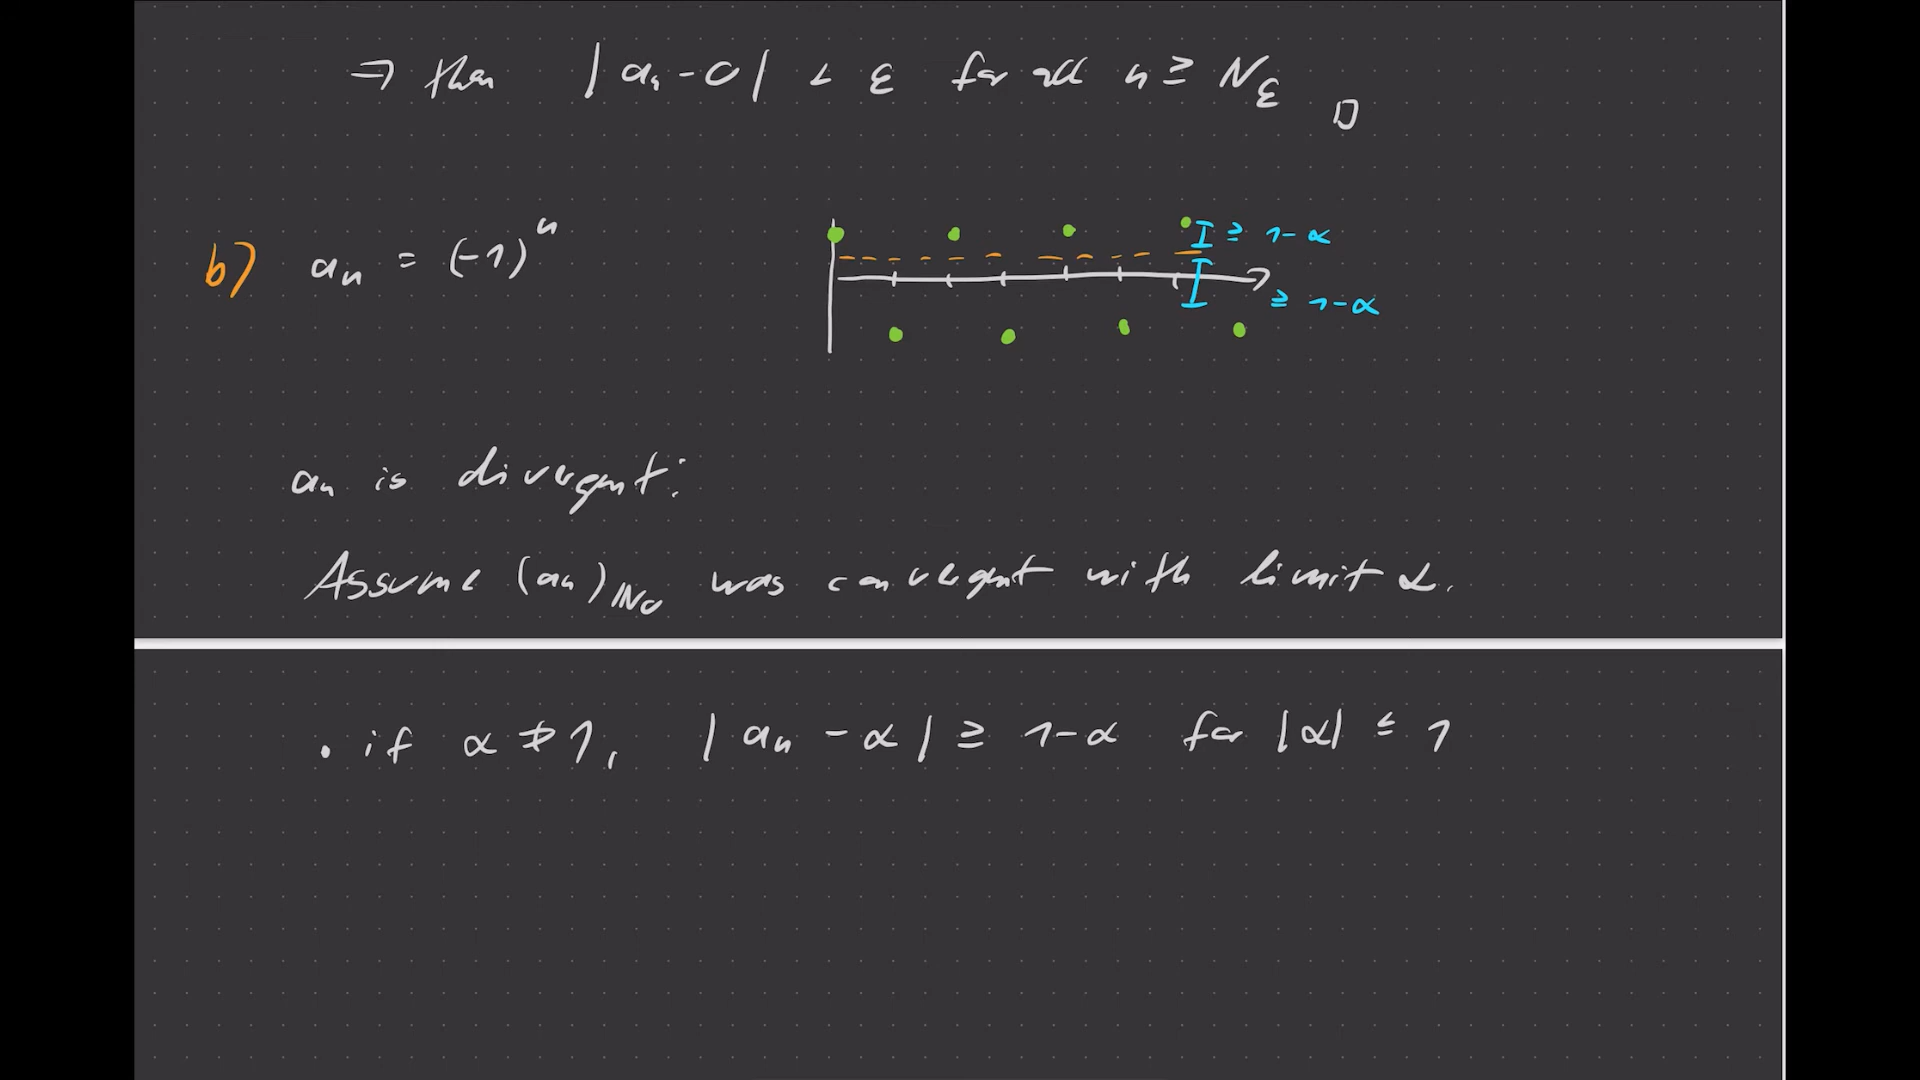 ⇒ then |aₙ - 0| < ε for all n ≥ N_ε □
b) aₙ = (-1)ⁿ
≥ 1-α
≥ 1-α
aₙ is divergent:
Assume (aₙ)_ℕ₀ was convergent with limit α.
• if α ≠ 1, |aₙ - α| ≥ 1-α for |α| ≤ 1